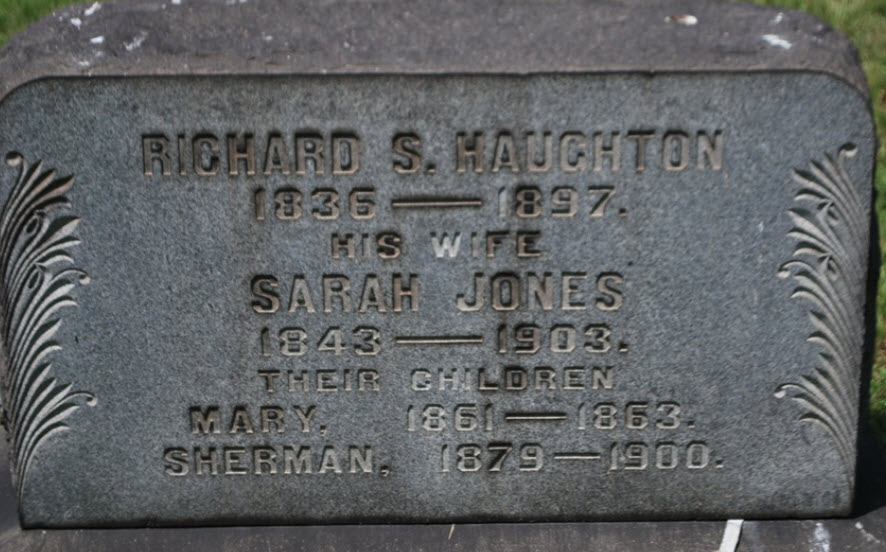 RICHARD S. HAUGHTON
1836 — 1897.
HIS WIFE
SARAH JONES
1843 — 1903.
THEIR CHILDREN
MARY, 1861 — 1863.
SHERMAN, 1879 — 1900.